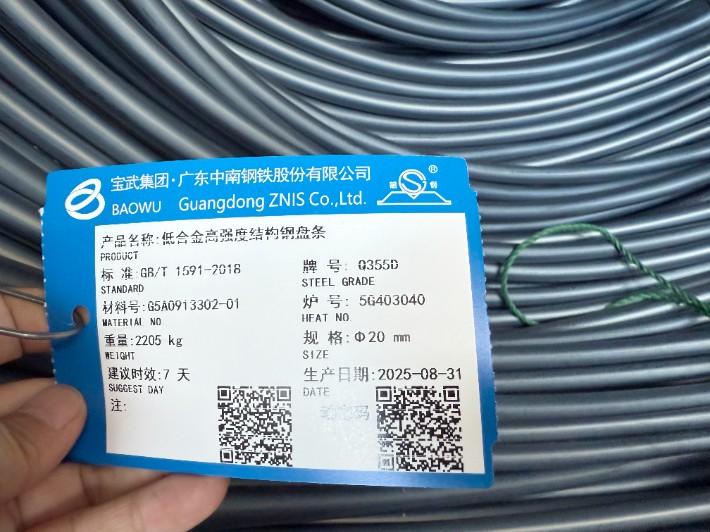 宝武集团·广东中南钢铁股份有限公司
BAOWU Guangdong ZNIS Co.,Ltd.
韶钢
®
产品名称:低合金高强度结构钢盘条
PRODUCT
标 准:GB/T 1591-2018
STANDARD
牌 号: Q355D
STEEL GRADE
材料号:G5A0913302-01
MATERIAL NO.
炉 号: 5G403040
HEAT NO.
重量:2205 kg
WEIGHT
规 格:Φ20 mm
SIZE
建议时效:7 天
SUGGEST DAY
生产日期:2025-08-31
DATE
注: